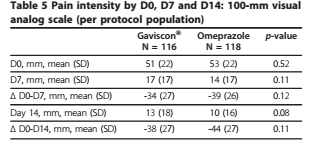 Table 5 Pain intensity by D0, D7 and D14: 100-mm visual
analog scale (per protocol population)
Gaviscon® Omeprazole p-value
N = 116 N = 118
D0, mm, mean (SD) 51 (22) 53 (22) 0.52
D7, mm, mean (SD) 17 (17) 14 (17) 0.11
Δ D0-D7, mm, mean (SD) -34 (27) -39 (26) 0.12
Day 14, mm, mean (SD) 13 (18) 10 (16) 0.08
Δ D0-D14, mm, mean (SD) -38 (27) -44 (27) 0.11